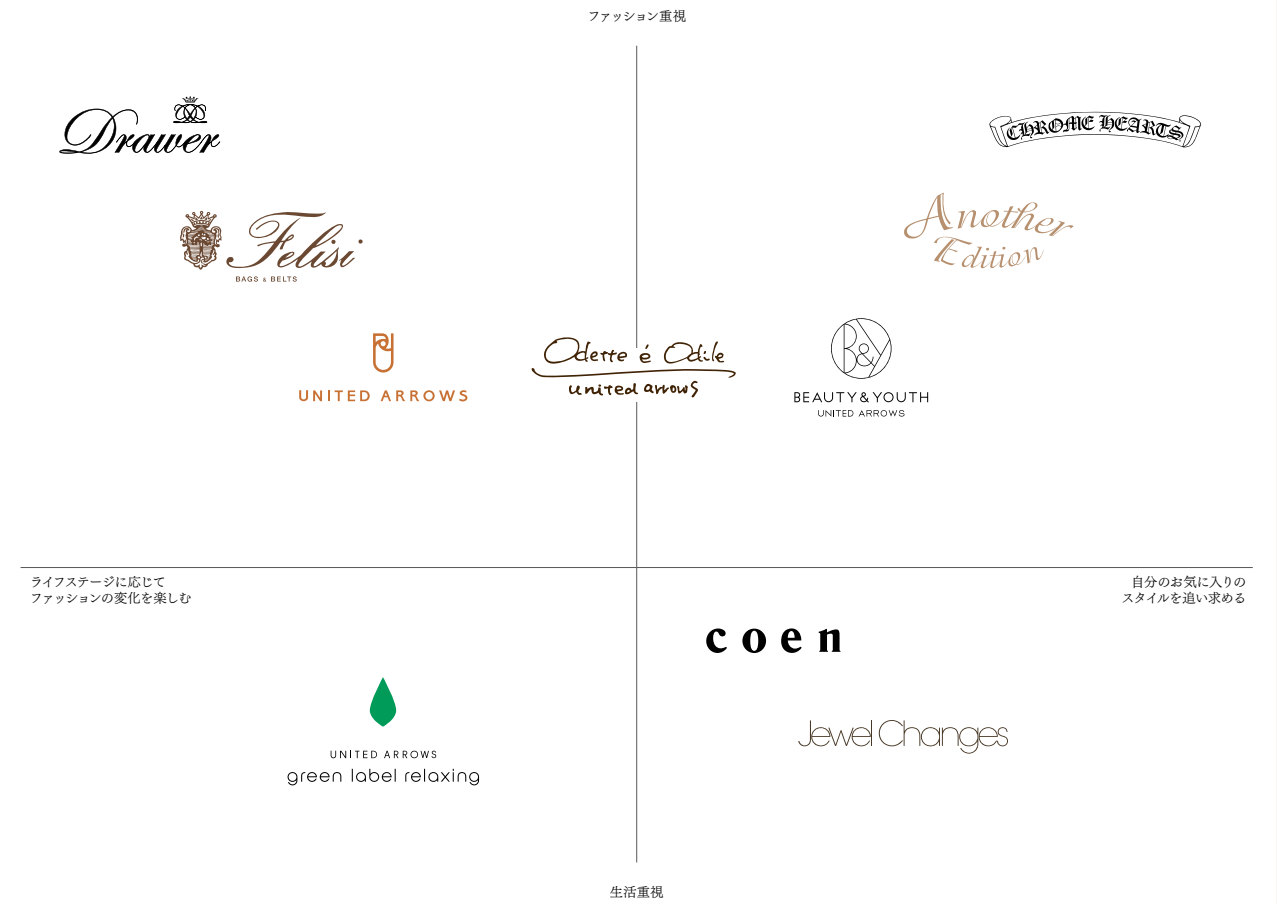 ファッション重視
Drawer
CHROME HEARTS
Another
Edition
Felisi
BAGS & BELTS
UNITED ARROWS
Odette é Odile
united arrows
B&Y
BEAUTY&YOUTH
UNITED ARROWS
ライフステージに応じて
ファッションの変化を楽しむ
自分のお気に入りの
スタイルを追い求める
coen
Jewel Changes
UNITED ARROWS
green label relaxing
生活重視